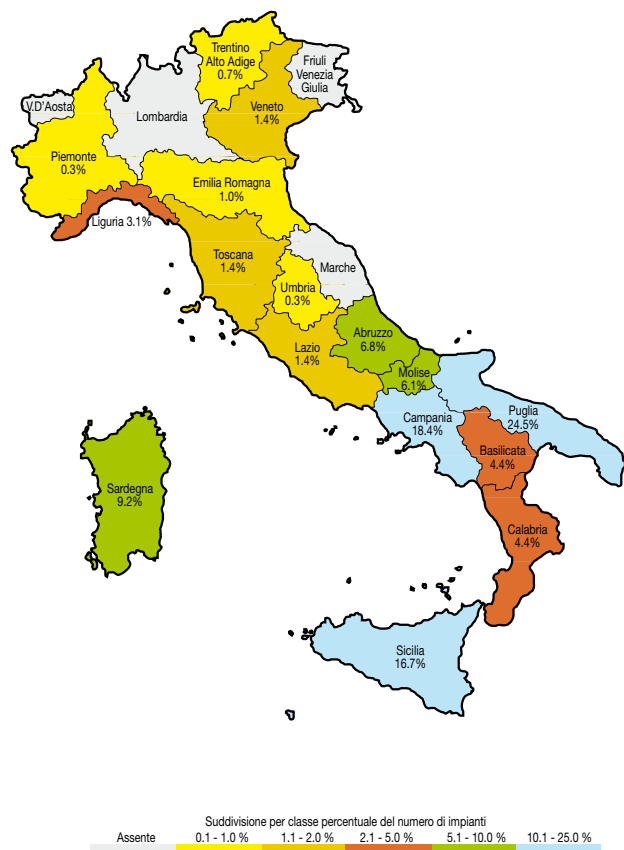 Trentino
Alto Adige
0.7%
Friuli
Venezia
Giulia
V.D'Aosta
Lombardia
Veneto
1.4%
Piemonte
0.3%
Emilia Romagna
1.0%
Liguria 3.1%
Toscana
1.4%
Marche
Umbria
0.3%
Lazio
1.4%
Abruzzo
6.8%
Molise
6.1%
Campania
18.4%
Puglia
24.5%
Basilicata
4.4%
Sardegna
9.2%
Calabria
4.4%
Sicilia
16.7%
Suddivisione per classe percentuale del numero di impianti
Assente 0.1 - 1.0 % 1.1 - 2.0 % 2.1 - 5.0 % 5.1 - 10.0 % 10.1 - 25.0 %